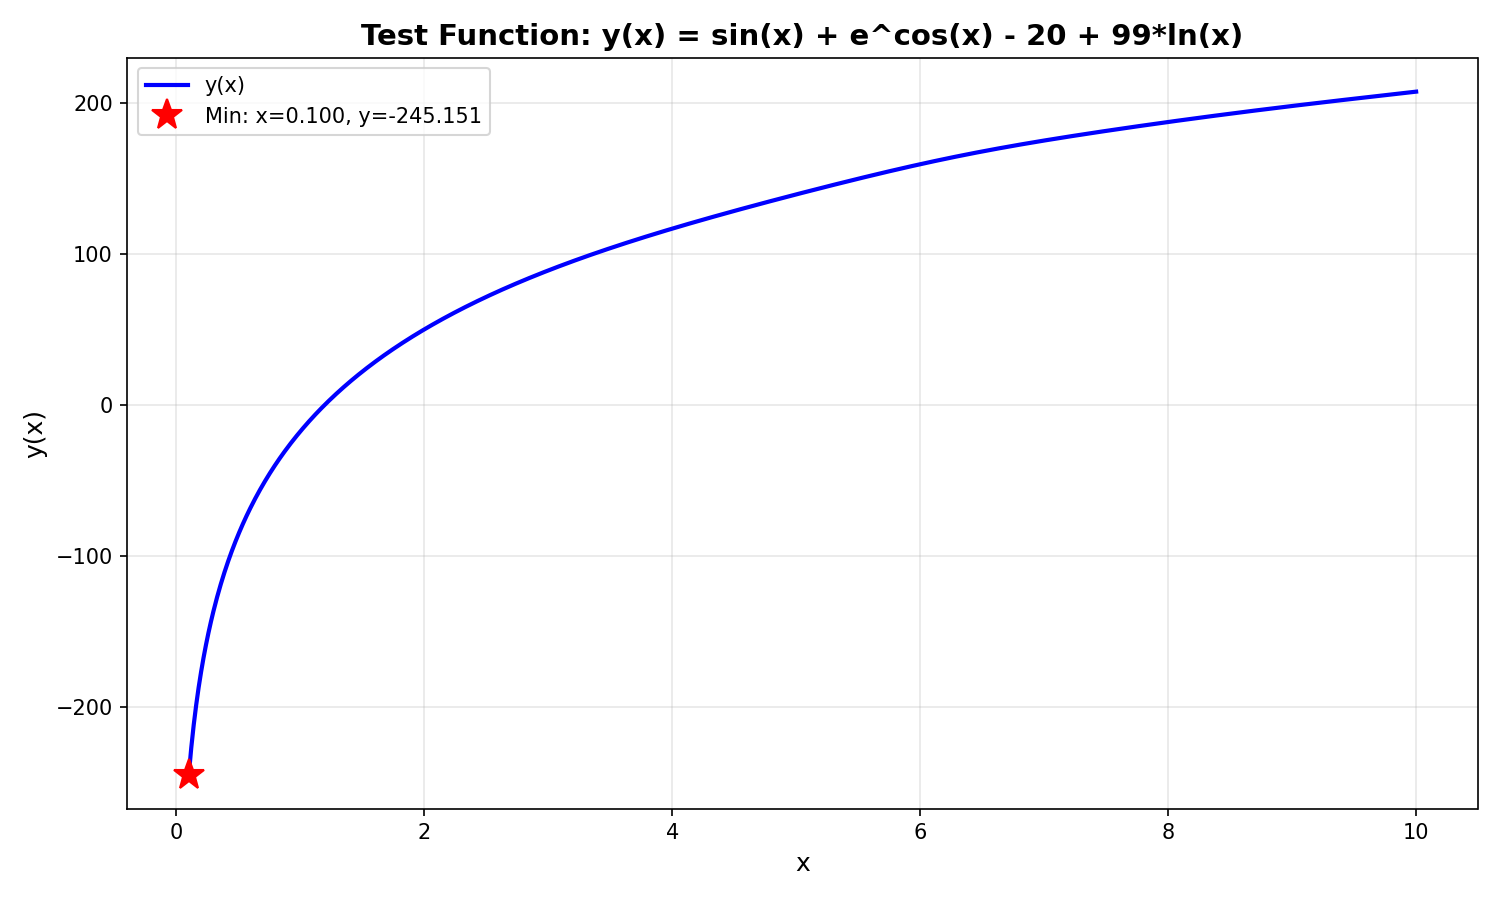 Test Function: y(x) = sin(x) + e^cos(x) - 20 + 99*ln(x)
y(x)
Min: x=0.100, y=-245.151
200
100
0
−100
−200
y(x)
0 2 4 6 8 10
x